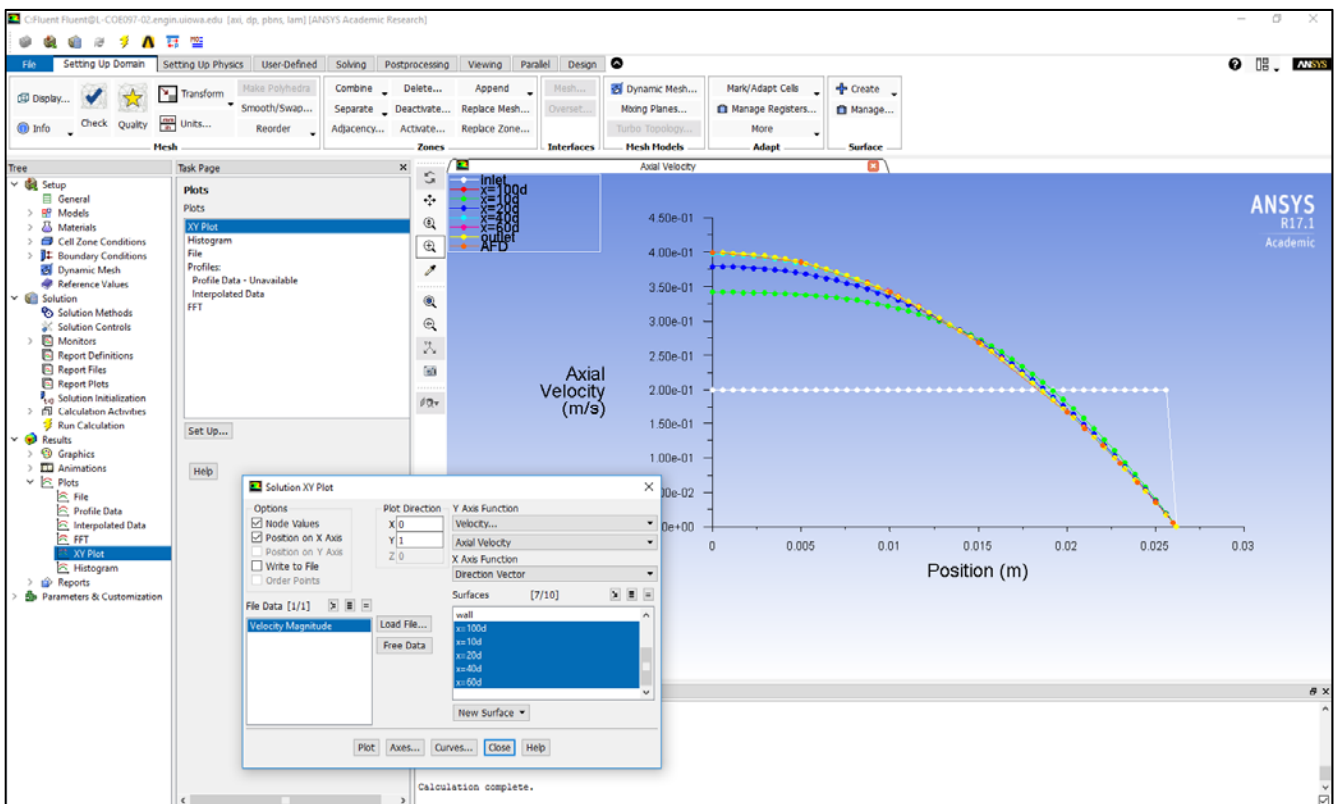 C:Fluent Fluent@L-COE097-02.engin.uiowa.edu [axi, dp, pbns, lam] [ANSYS Academic Research]
File Setting Up Domain Setting Up Physics User-Defined Solving Postprocessing Viewing Parallel Design ANSYS
Display... Transform Make Polyhedra Combine Delete... Append Mesh... Dynamic Mesh... Mark/Adapt Cells Create
Smooth/Swap... Separate Deactivate... Replace Mesh... Overset... Mixing Planes... Manage Registers... Manage...
Info Check Quality Units... Reorder Adjacency... Activate... Replace Zone... Turbo Topology... More
Mesh Zones Interfaces Mesh Models Adapt Surface
Tree
Setup
General
Models
Materials
Cell Zone Conditions
Boundary Conditions
Dynamic Mesh
Reference Values
Solution
Solution Methods
Solution Controls
Monitors
Report Definitions
Report Files
Report Plots
Solution Initialization
Calculation Activities
Run Calculation
Results
Graphics
Animations
Plots
File
Profile Data
Interpolated Data
FFT
XY Plot
Histogram
Reports
Parameters & Customization
Task Page
Plots
Plots
XY Plot
Histogram
File
Profiles:
Profile Data - Unavailable
Interpolated Data
FFT
Set Up...
Help
Axial Velocity
inlet
x=100d
x=10d
x=20d
x=40d
x=60d
outlet
AFD
ANSYS
R17.1
Academic
4.50e-01
4.00e-01
3.50e-01
3.00e-01
2.50e-01
2.00e-01
1.50e-01
1.00e-01
00e-02
0e+00
Axial
Velocity
(m/s)
0 0.005 0.01 0.015 0.02 0.025 0.03
Position (m)
Solution XY Plot
Options
Node Values
Position on X Axis
Position on Y Axis
Write to File
Order Points
Plot Direction
X 0
Y 1
Z 0
Y Axis Function
Velocity...
Axial Velocity
X Axis Function
Direction Vector
File Data [1/1]
Velocity Magnitude
Load File...
Free Data
Surfaces [7/10]
wall
x=100d
x=10d
x=20d
x=40d
x=60d
New Surface
Plot Axes... Curves... Close Help
Calculation complete.